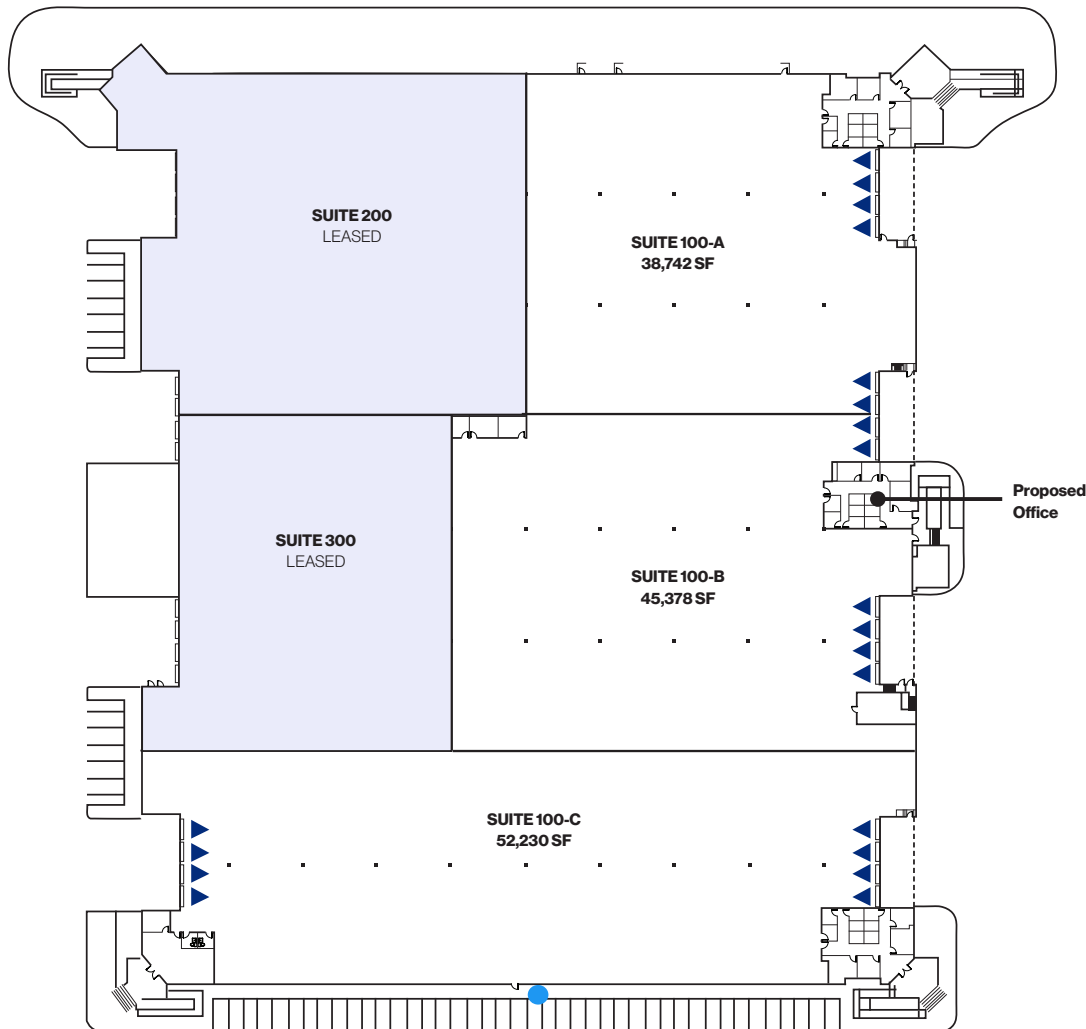 SUITE 200
LEASED
SUITE 100-A
38,742 SF
Proposed
Office
SUITE 300
LEASED
SUITE 100-B
45,378 SF
SUITE 100-C
52,230 SF